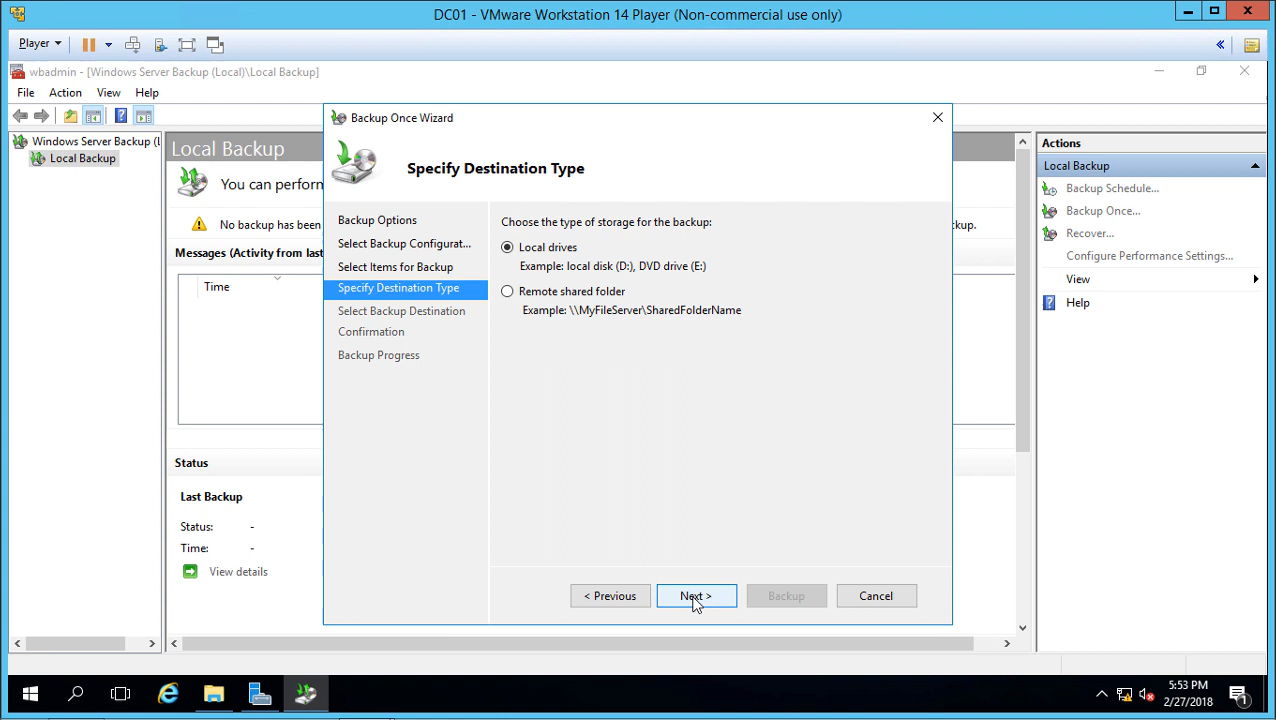 DC01 - VMware Workstation 14 Player (Non-commercial use only)
Player
wbadmin - [Windows Server Backup (Local)\Local Backup]
File Action View Help
Windows Server Backup (L
Local Backup
Local Backup
You can perform
No backup has been
kup.
Messages (Activity from last
Time
Status
Last Backup
Status: -
Time: -
View details
Backup Once Wizard
Specify Destination Type
Backup Options
Select Backup Configurat...
Select Items for Backup
Specify Destination Type
Select Backup Destination
Confirmation
Backup Progress
Choose the type of storage for the backup:
Local drives
Example: local disk (D:), DVD drive (E:)
Remote shared folder
Example: \\MyFileServer\SharedFolderName
< Previous
Next >
Backup
Cancel
Actions
Local Backup
Backup Schedule...
Backup Once...
Recover...
Configure Performance Settings...
View
Help
5:53 PM
2/27/2018
1